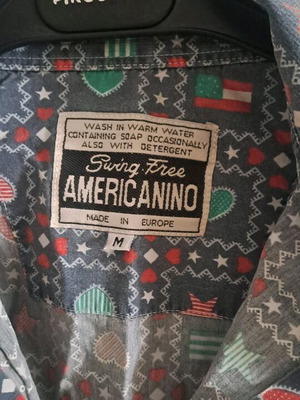 WASH IN WARM WATER
CONTAINING SOAP OCCASIONALLY
ALSO WITH DETERGENT
Swing-Free
AMERICANINO
MADE IN EUROPE
M